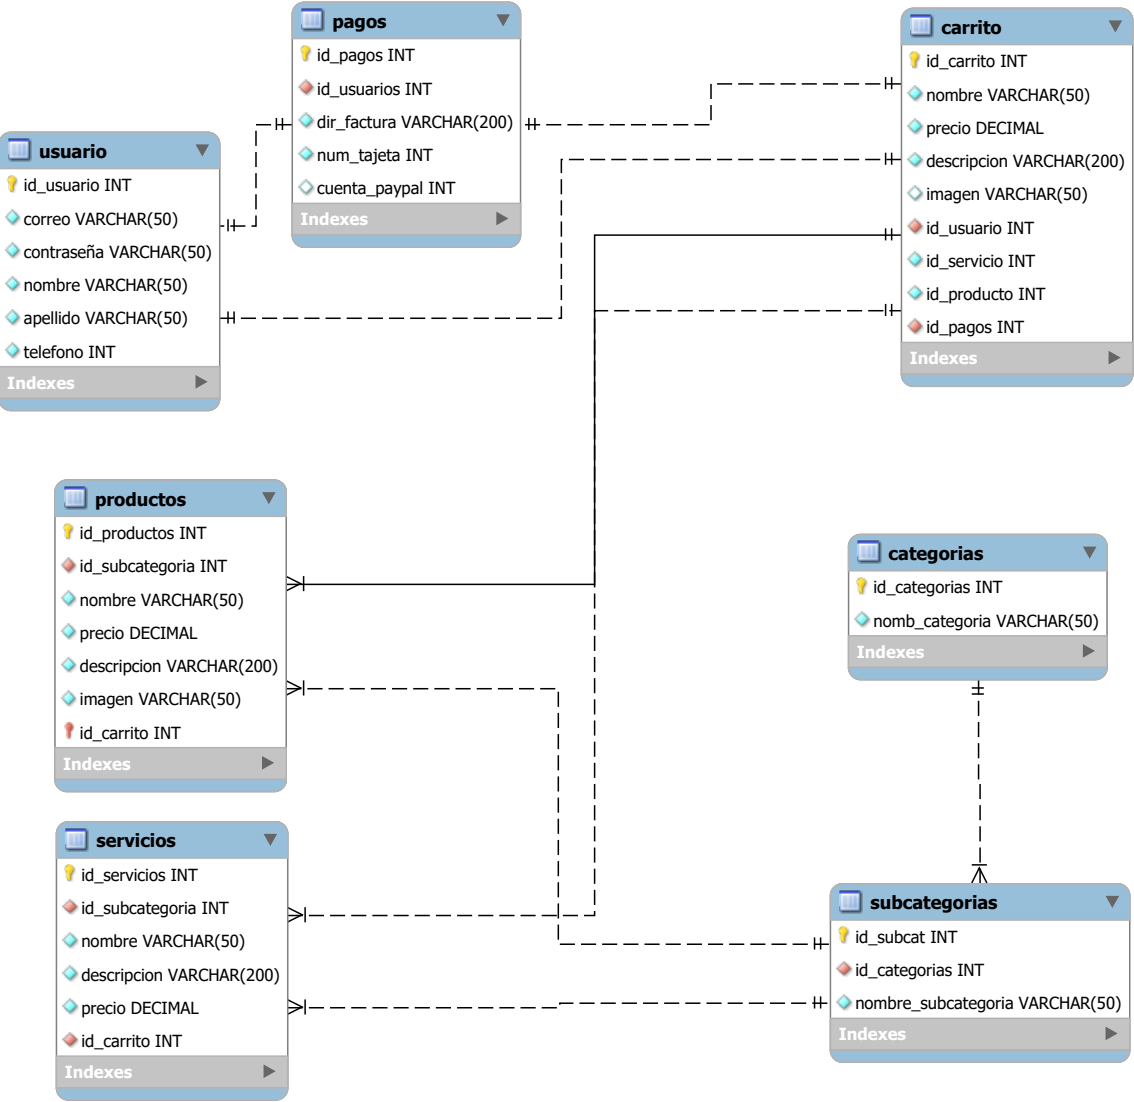 pagos
id_pagos INT
id_usuarios INT
dir_factura VARCHAR(200)
num_tajeta INT
cuenta_paypal INT
Indexes
carrito
id_carrito INT
nombre VARCHAR(50)
precio DECIMAL
descripcion VARCHAR(200)
imagen VARCHAR(50)
id_usuario INT
id_servicio INT
id_producto INT
id_pagos INT
Indexes
usuario
id_usuario INT
correo VARCHAR(50)
contraseña VARCHAR(50)
nombre VARCHAR(50)
apellido VARCHAR(50)
telefono INT
Indexes
productos
id_productos INT
id_subcategoria INT
nombre VARCHAR(50)
precio DECIMAL
descripcion VARCHAR(200)
imagen VARCHAR(50)
id_carrito INT
Indexes
categorias
id_categorias INT
nomb_categoria VARCHAR(50)
Indexes
servicios
id_servicios INT
id_subcategoria INT
nombre VARCHAR(50)
descripcion VARCHAR(200)
precio DECIMAL
id_carrito INT
Indexes
subcategorias
id_subcat INT
id_categorias INT
nombre_subcategoria VARCHAR(50)
Indexes